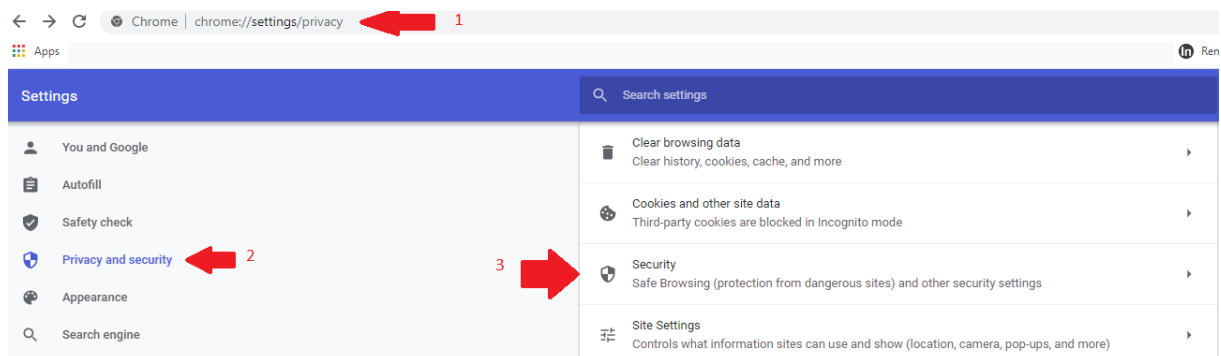 Chrome | chrome://settings/privacy 1
Apps
in Ren
Settings
Search settings
You and Google
Autofill
Safety check
Privacy and security 2
Appearance
Search engine
Clear browsing data
Clear history, cookies, cache, and more
Cookies and other site data
Third-party cookies are blocked in Incognito mode
3
Security
Safe Browsing (protection from dangerous sites) and other security settings
Site Settings
Controls what information sites can use and show (location, camera, pop-ups, and more)